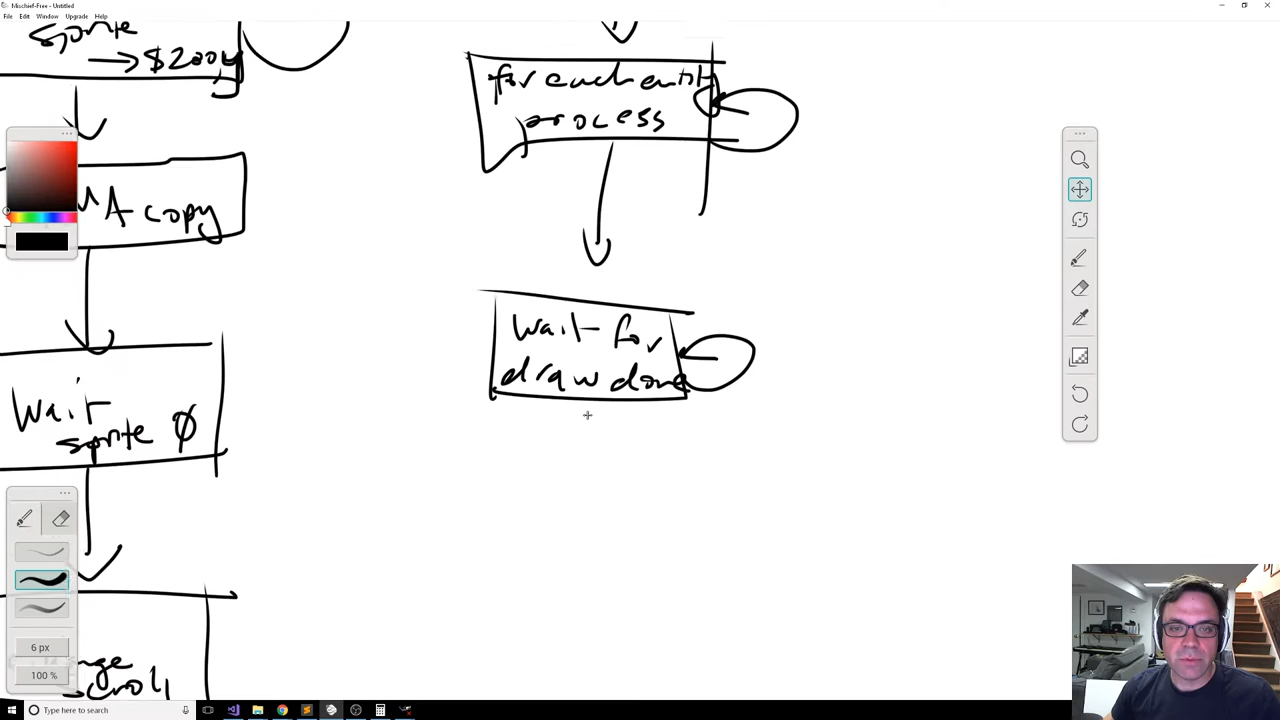 Mischief-Free - Untitled
File Edit Window Upgrade Help
sprite
→ $200
for each entity
process
MA copy
Wait for
draw done
Wait
sprite 0
scroll
6 px
100 %
Type here to search